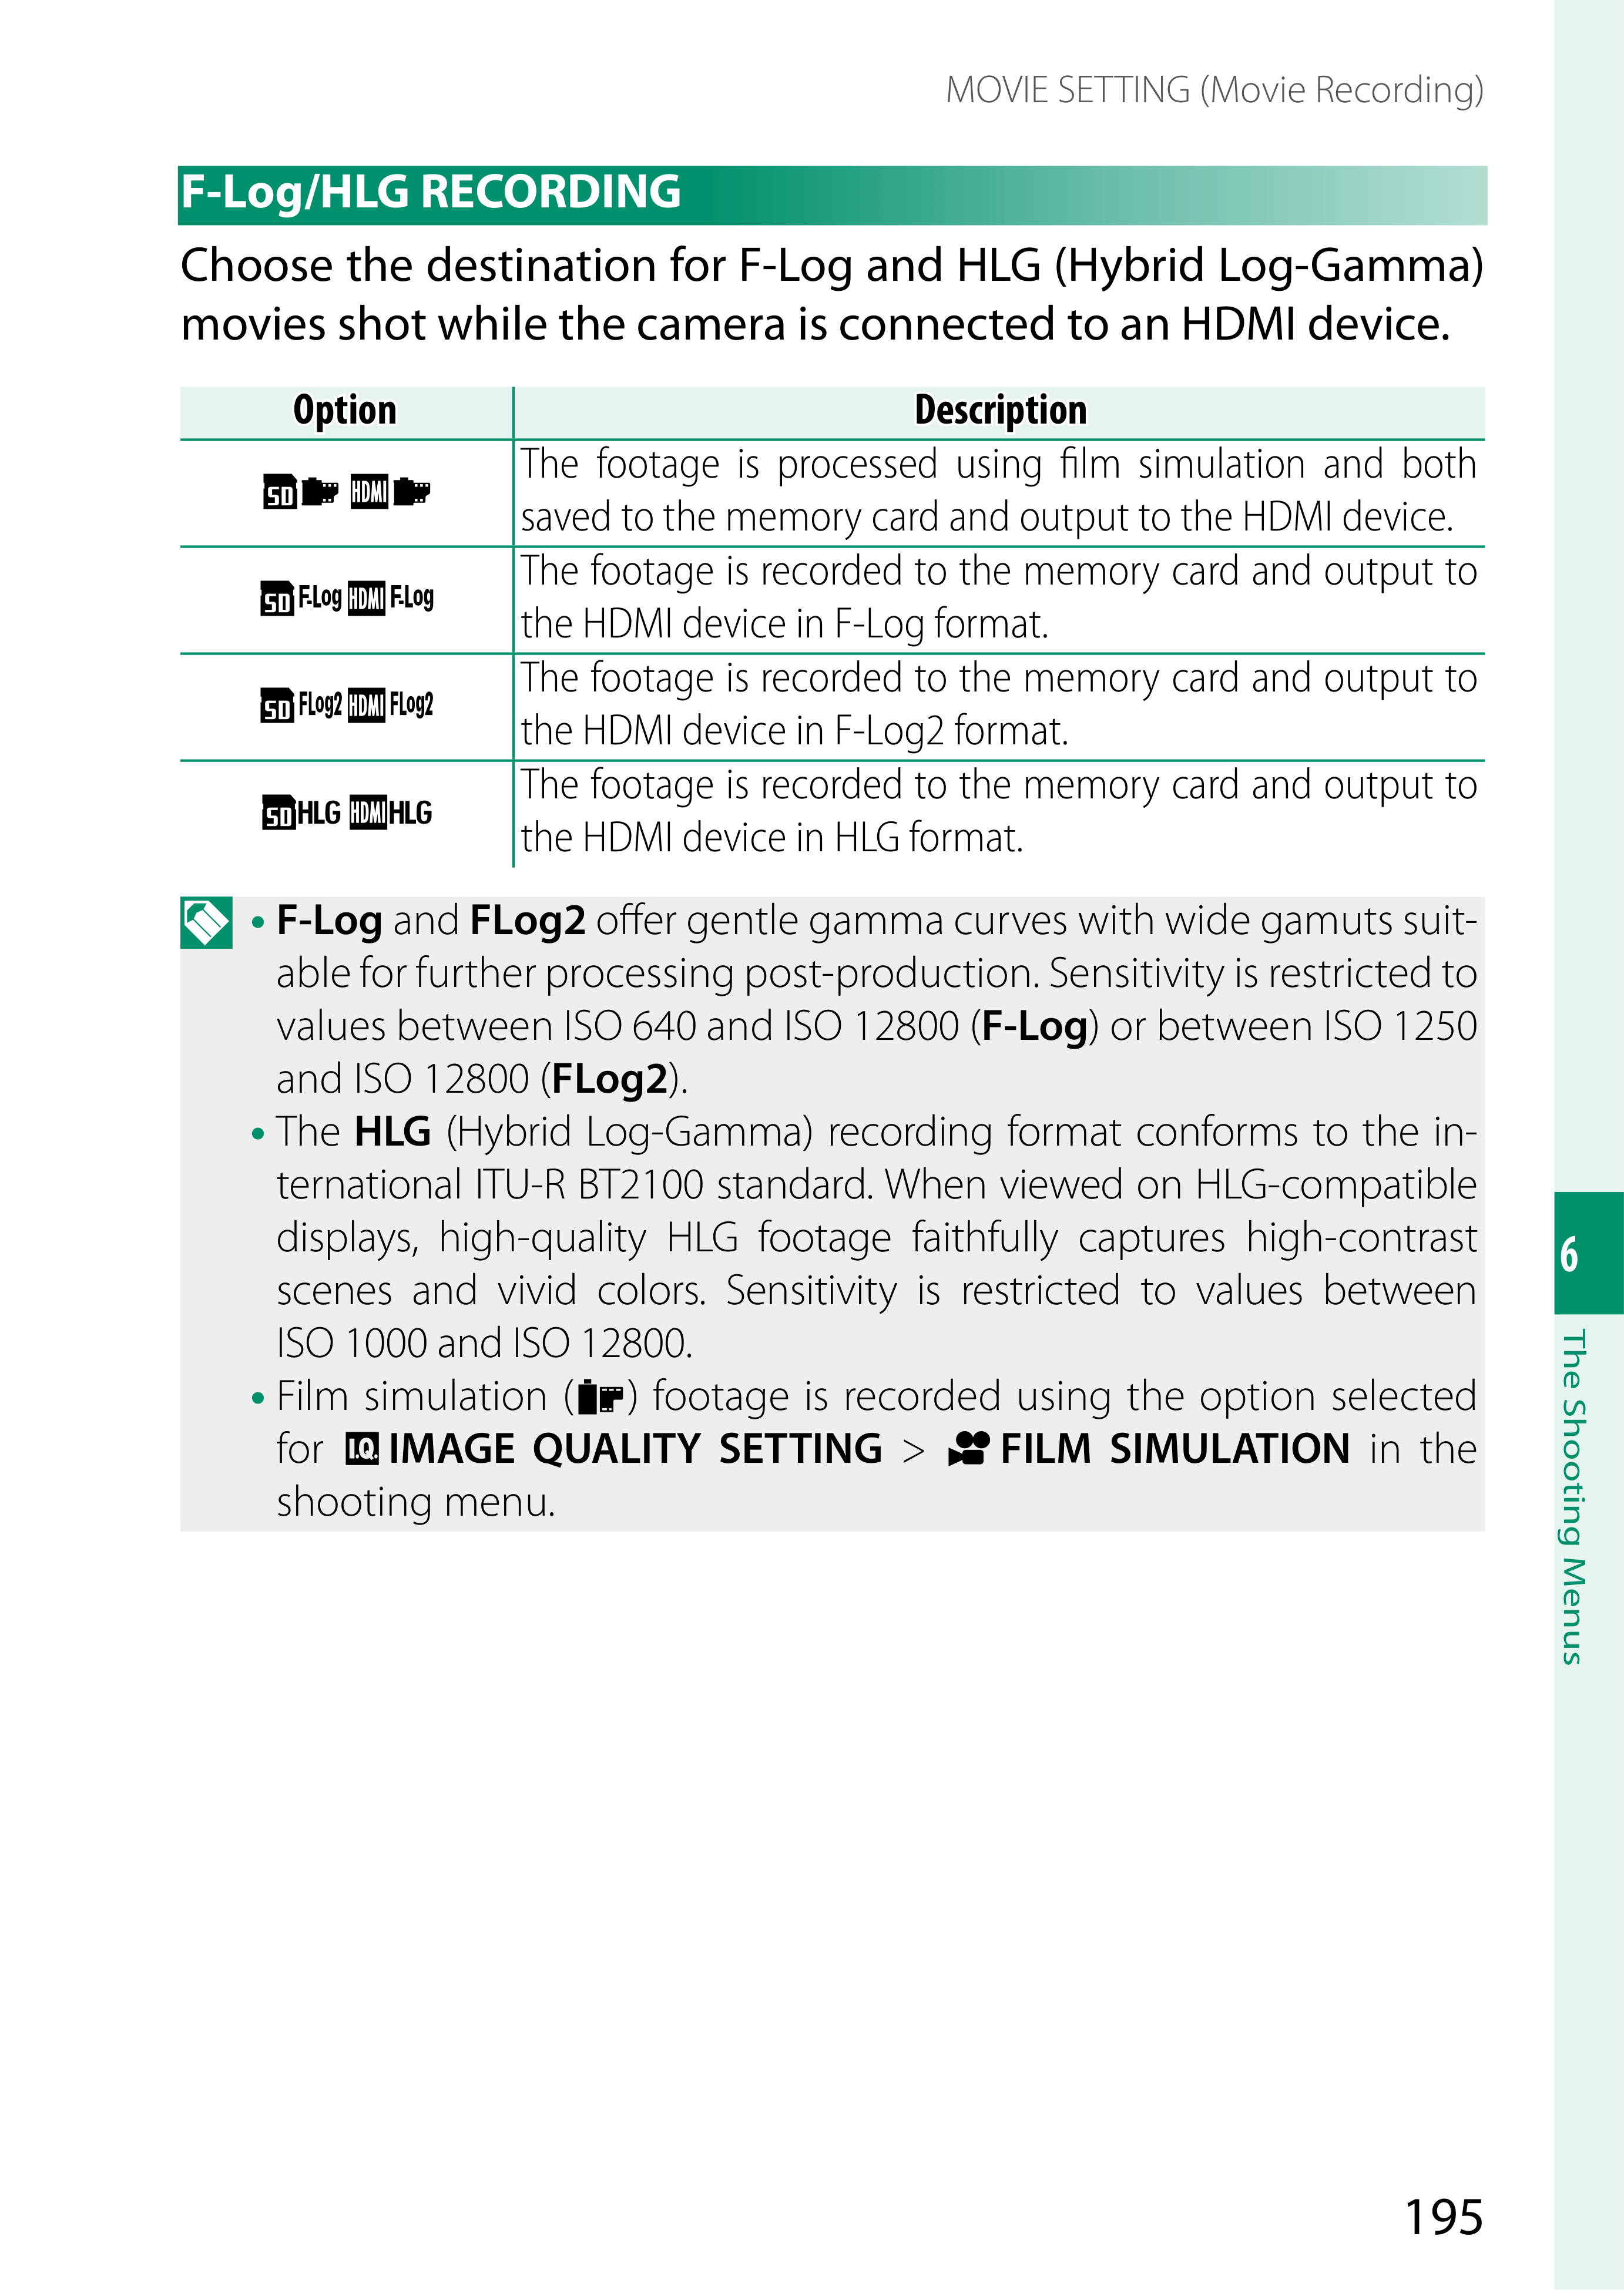 MOVIE SETTING (Movie Recording)
F-Log/HLG RECORDING
Choose the destination for F-Log and HLG (Hybrid Log-Gamma)
movies shot while the camera is connected to an HDMI device.
Option Description
SD HDMI
The footage is processed using film simulation and both
saved to the memory card and output to the HDMI device.
SD F-Log HDMI F-Log
The footage is recorded to the memory card and output to
the HDMI device in F-Log format.
SD FLog2 HDMI FLog2
The footage is recorded to the memory card and output to
the HDMI device in F-Log2 format.
SD HLG HDMI HLG
The footage is recorded to the memory card and output to
the HDMI device in HLG format.
• F-Log and FLog2 offer gentle gamma curves with wide gamuts suit-
able for further processing post-production. Sensitivity is restricted to
values between ISO 640 and ISO 12800 (F-Log) or between ISO 1250
and ISO 12800 (FLog2).
• The HLG (Hybrid Log-Gamma) recording format conforms to the in-
ternational ITU-R BT2100 standard. When viewed on HLG-compatible
displays, high-quality HLG footage faithfully captures high-contrast
scenes and vivid colors. Sensitivity is restricted to values between
ISO 1000 and ISO 12800.
• Film simulation ( ) footage is recorded using the option selected
for I.Q. IMAGE QUALITY SETTING > FILM SIMULATION in the
shooting menu.
6
The Shooting Menus
195